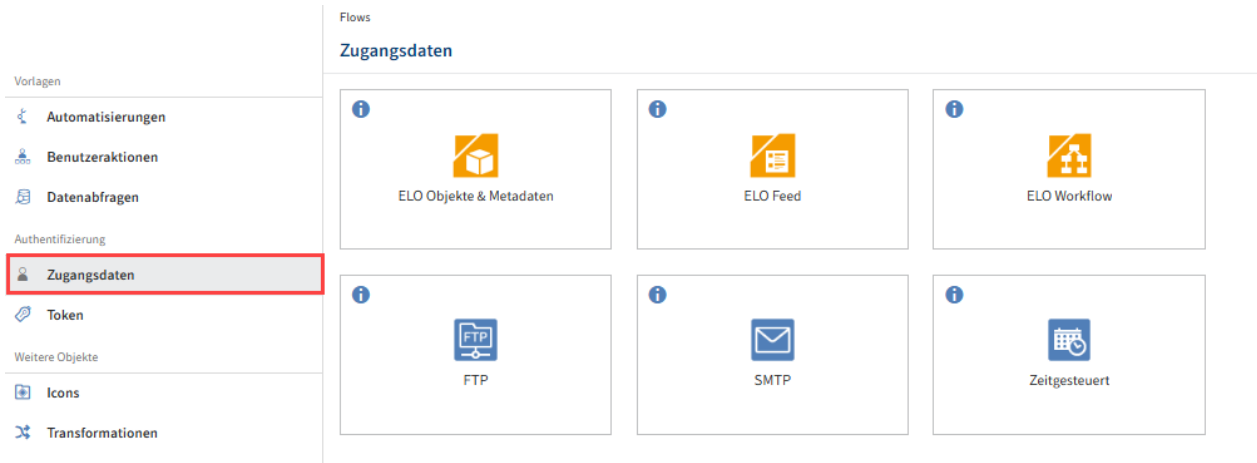 Flows
Zugangsdaten
Vorlagen
Automatisierungen
Benutzeraktionen
Datenabfragen
Authentifizierung
Zugangsdaten
Token
Weitere Objekte
Icons
Transformationen
ELO Objekte & Metadaten
ELO Feed
ELO Workflow
FTP
FTP
SMTP
Zeitgesteuert